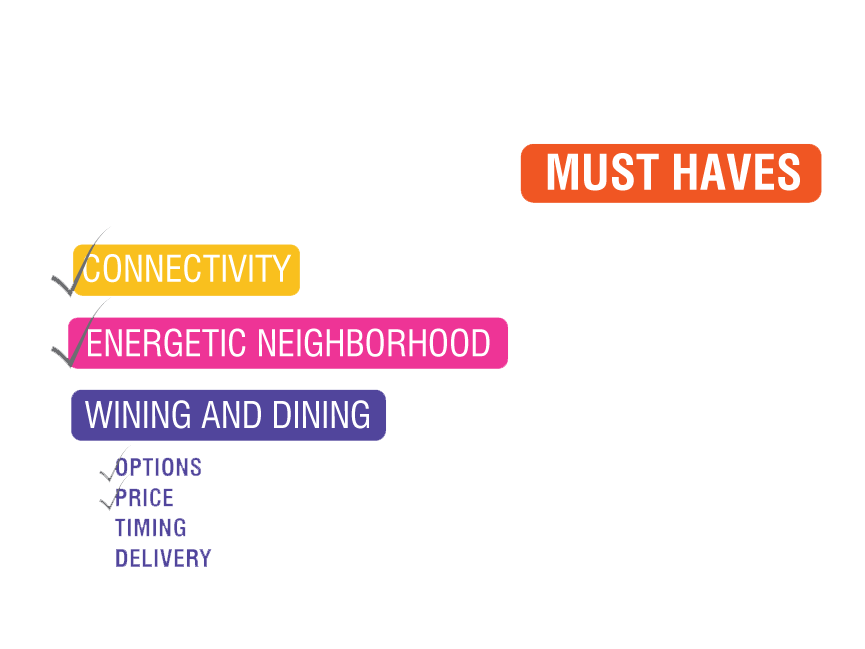 MUST HAVES
CONNECTIVITY
ENERGETIC NEIGHBORHOOD
WINING AND DINING
OPTIONS
PRICE
TIMING
DELIVERY